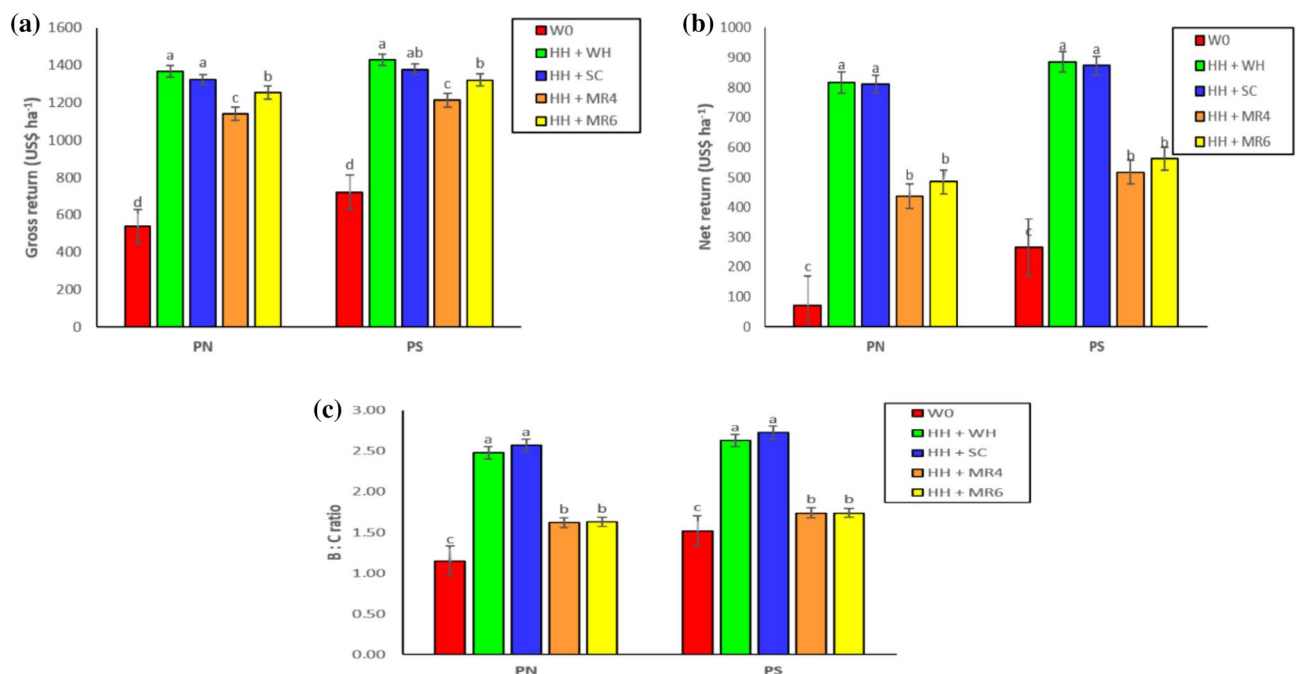 (a)
Gross return (US$ ha⁻¹)
1600
1400
1200
1000
800
600
400
200
0
d
a
a
c
b
d
a
ab
c
b
PN
PS
W0
HH + WH
HH + SC
HH + MR4
HH + MR6
(b)
Net return (US$ ha⁻¹)
1000
900
800
700
600
500
400
300
200
100
0
c
a
a
b
b
c
a
a
b
b
PN
PS
W0
HH + WH
HH + SC
HH + MR4
HH + MR6
(c)
B : C ratio
3.00
2.50
2.00
1.50
1.00
0.50
0.00
c
a
a
b
b
c
a
a
b
b
PN
PS
W0
HH + WH
HH + SC
HH + MR4
HH + MR6